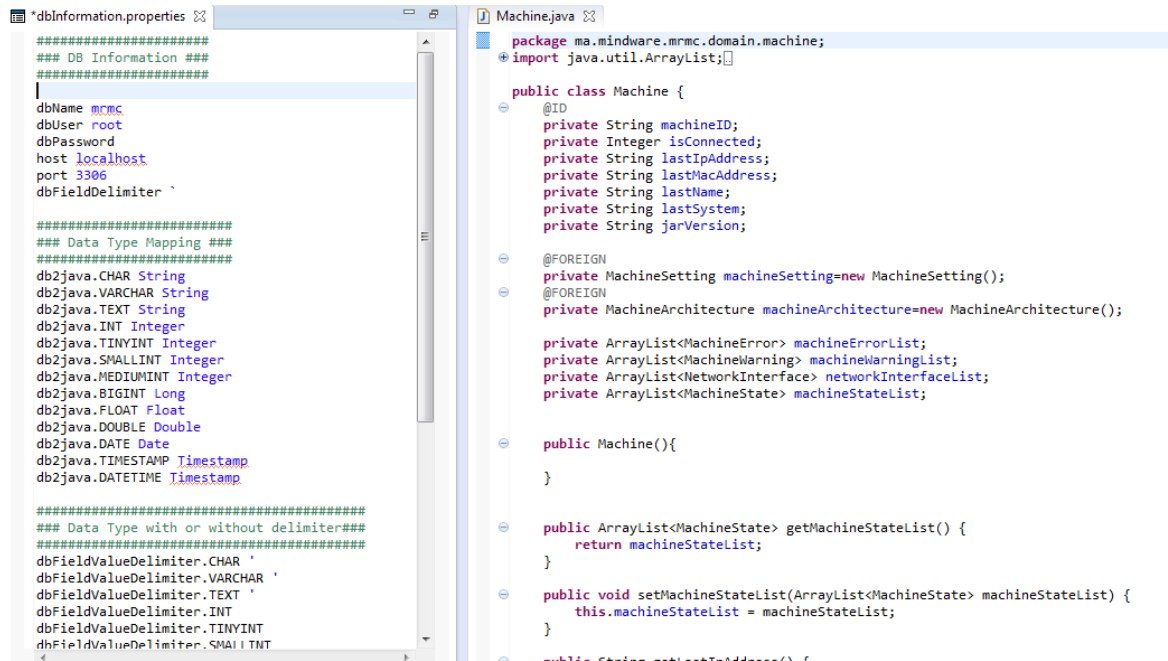 *dbInformation.properties
######################
### DB Information ###
######################
dbName mrmc
dbUser root
dbPassword
host localhost
port 3306
dbFieldDelimiter `
#########################
### Data Type Mapping ###
#########################
db2java.CHAR String
db2java.VARCHAR String
db2java.TEXT String
db2java.INT Integer
db2java.TINYINT Integer
db2java.SMALLINT Integer
db2java.MEDIUMINT Integer
db2java.BIGINT Long
db2java.FLOAT Float
db2java.DOUBLE Double
db2java.DATE Date
db2java.TIMESTAMP Timestamp
db2java.DATETIME Timestamp
##########################################
### Data Type with or without delimiter###
##########################################
dbFieldValueDelimiter.CHAR '
dbFieldValueDelimiter.VARCHAR '
dbFieldValueDelimiter.TEXT '
dbFieldValueDelimiter.INT
dbFieldValueDelimiter.TINYINT
dbFieldValueDelimiter.SMALLINT
Machine.java
package ma.mindware.mrmc.domain.machine;
import java.util.ArrayList;
public class Machine {
@ID
private String machineID;
private Integer isConnected;
private String lastIpAddress;
private String lastMacAddress;
private String lastName;
private String lastSystem;
private String jarVersion;
@FOREIGN
private MachineSetting machineSetting=new MachineSetting();
@FOREIGN
private MachineArchitecture machineArchitecture=new MachineArchitecture();
private ArrayList<MachineError> machineErrorList;
private ArrayList<MachineWarning> machineWarningList;
private ArrayList<NetworkInterface> networkInterfaceList;
private ArrayList<MachineState> machineStateList;
public Machine(){
}
public ArrayList<MachineState> getMachineStateList() {
return machineStateList;
}
public void setMachineStateList(ArrayList<MachineState> machineStateList) {
this.machineStateList = machineStateList;
}
public String getLastIpAddress() {